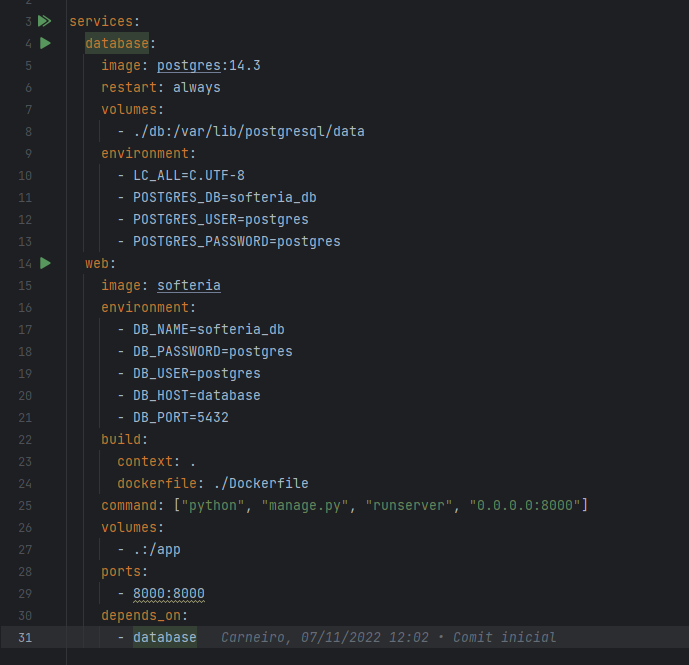 2
3 services:
4   database:
5     image: postgres:14.3
6     restart: always
7     volumes:
8       - ./db:/var/lib/postgresql/data
9     environment:
10       - LC_ALL=C.UTF-8
11       - POSTGRES_DB=softeria_db
12       - POSTGRES_USER=postgres
13       - POSTGRES_PASSWORD=postgres
14   web:
15     image: softeria
16     environment:
17       - DB_NAME=softeria_db
18       - DB_PASSWORD=postgres
19       - DB_USER=postgres
20       - DB_HOST=database
21       - DB_PORT=5432
22     build:
23       context: .
24       dockerfile: ./Dockerfile
25     command: ["python", "manage.py", "runserver", "0.0.0.0:8000"]
26     volumes:
27       - .:/app
28     ports:
29       - 8000:8000
30     depends_on:
31       - database   Carneiro, 07/11/2022 12:02 • Comit inicial